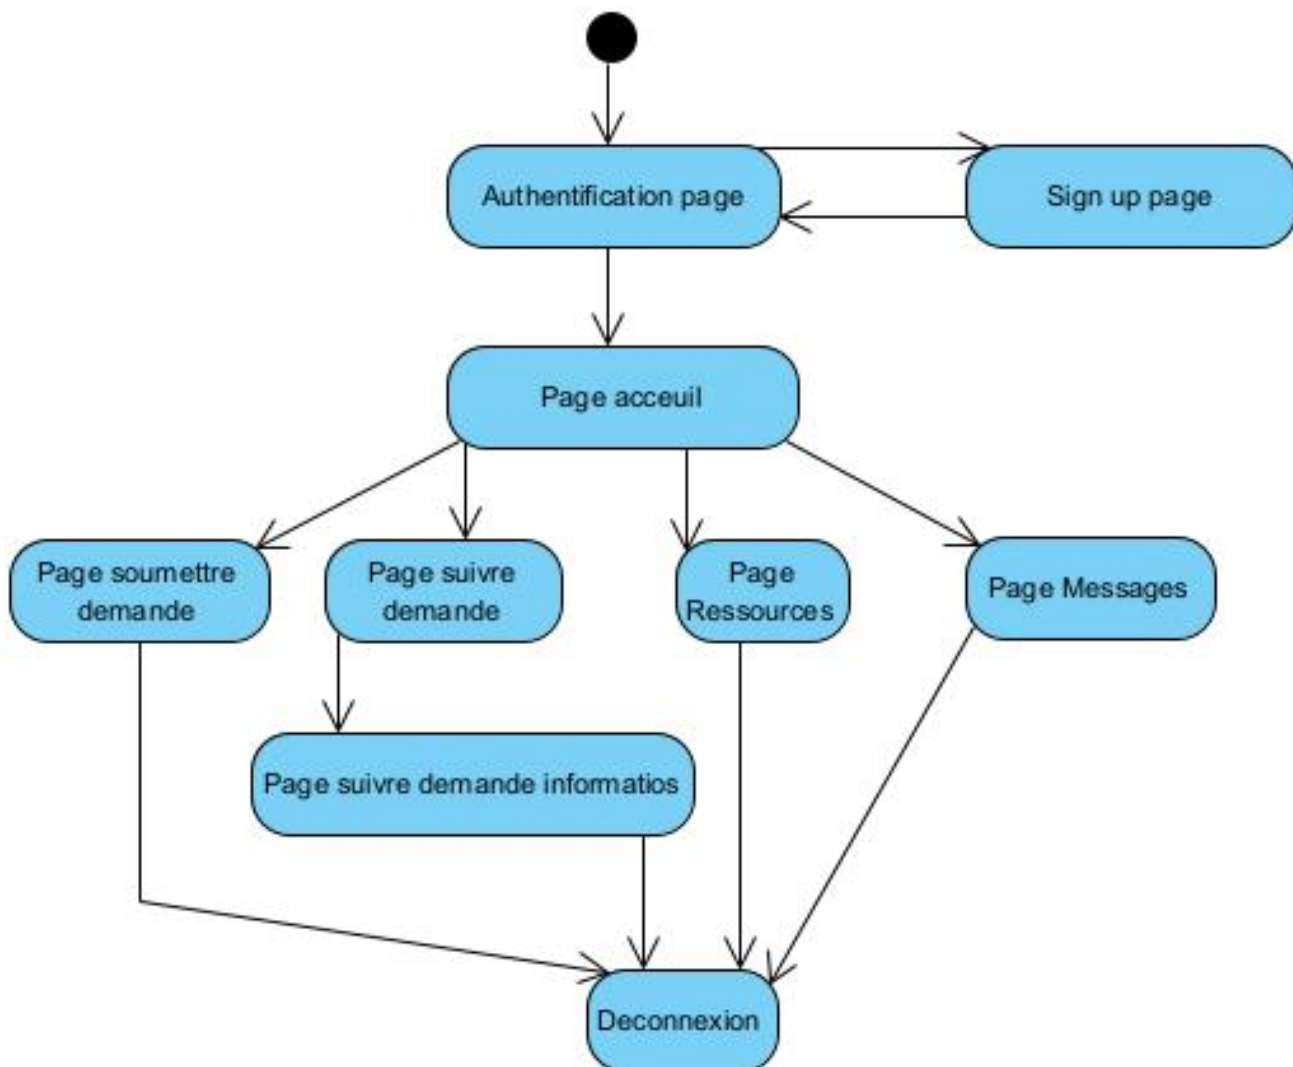 Authentification page
Sign up page
Page acceuil
Page soumettre
demande
Page suivre
demande
Page
Ressources
Page Messages
Page suivre demande informatios
Deconnexion